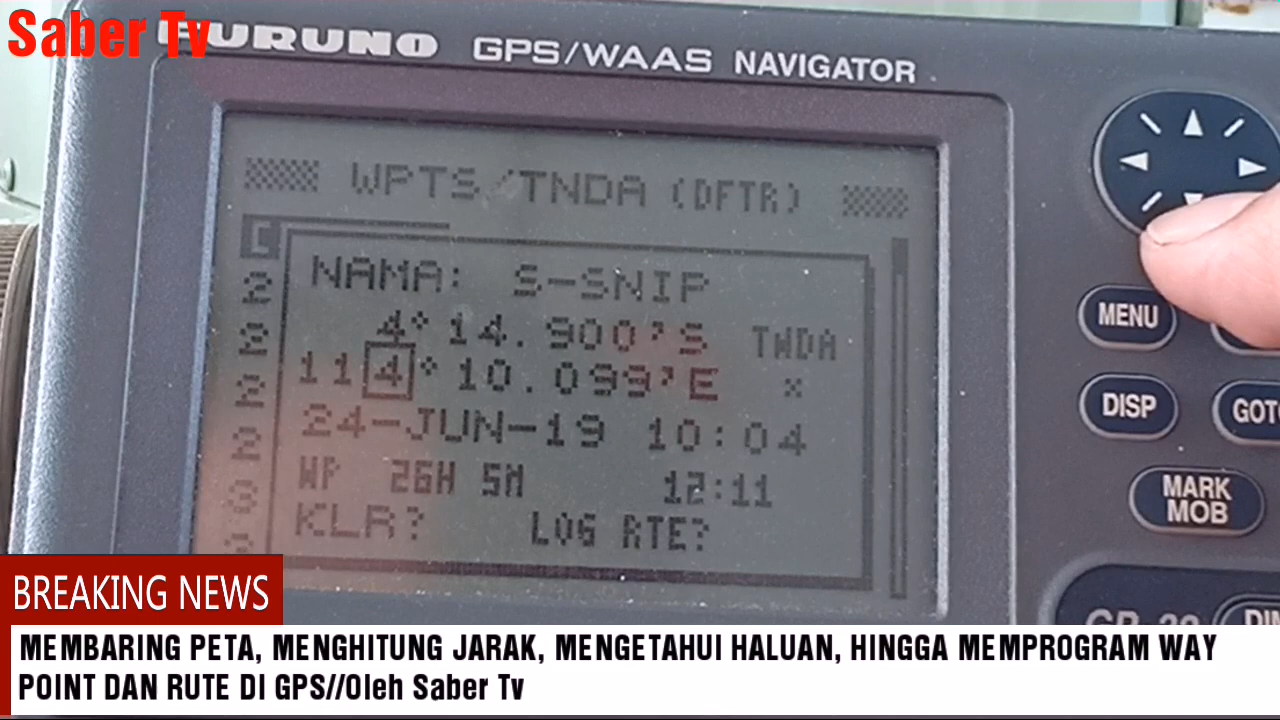 Saber Tv
FURUNO GPS/WAAS NAVIGATOR
WPTS/TNDA (DFTR)
NAMA: S-SNIP
4°14.900'S TWDA
114°10.099'E x
24-JUN-19 10:04
WP 26H 5M 12:11
KLR? LOG RTE?
MENU
DISP
GOTO
MARK
MOB
BREAKING NEWS
MEMBARING PETA, MENGHITUNG JARAK, MENGETAHUI HALUAN, HINGGA MEMPROGRAM WAY
POINT DAN RUTE DI GPS//Oleh Saber Tv